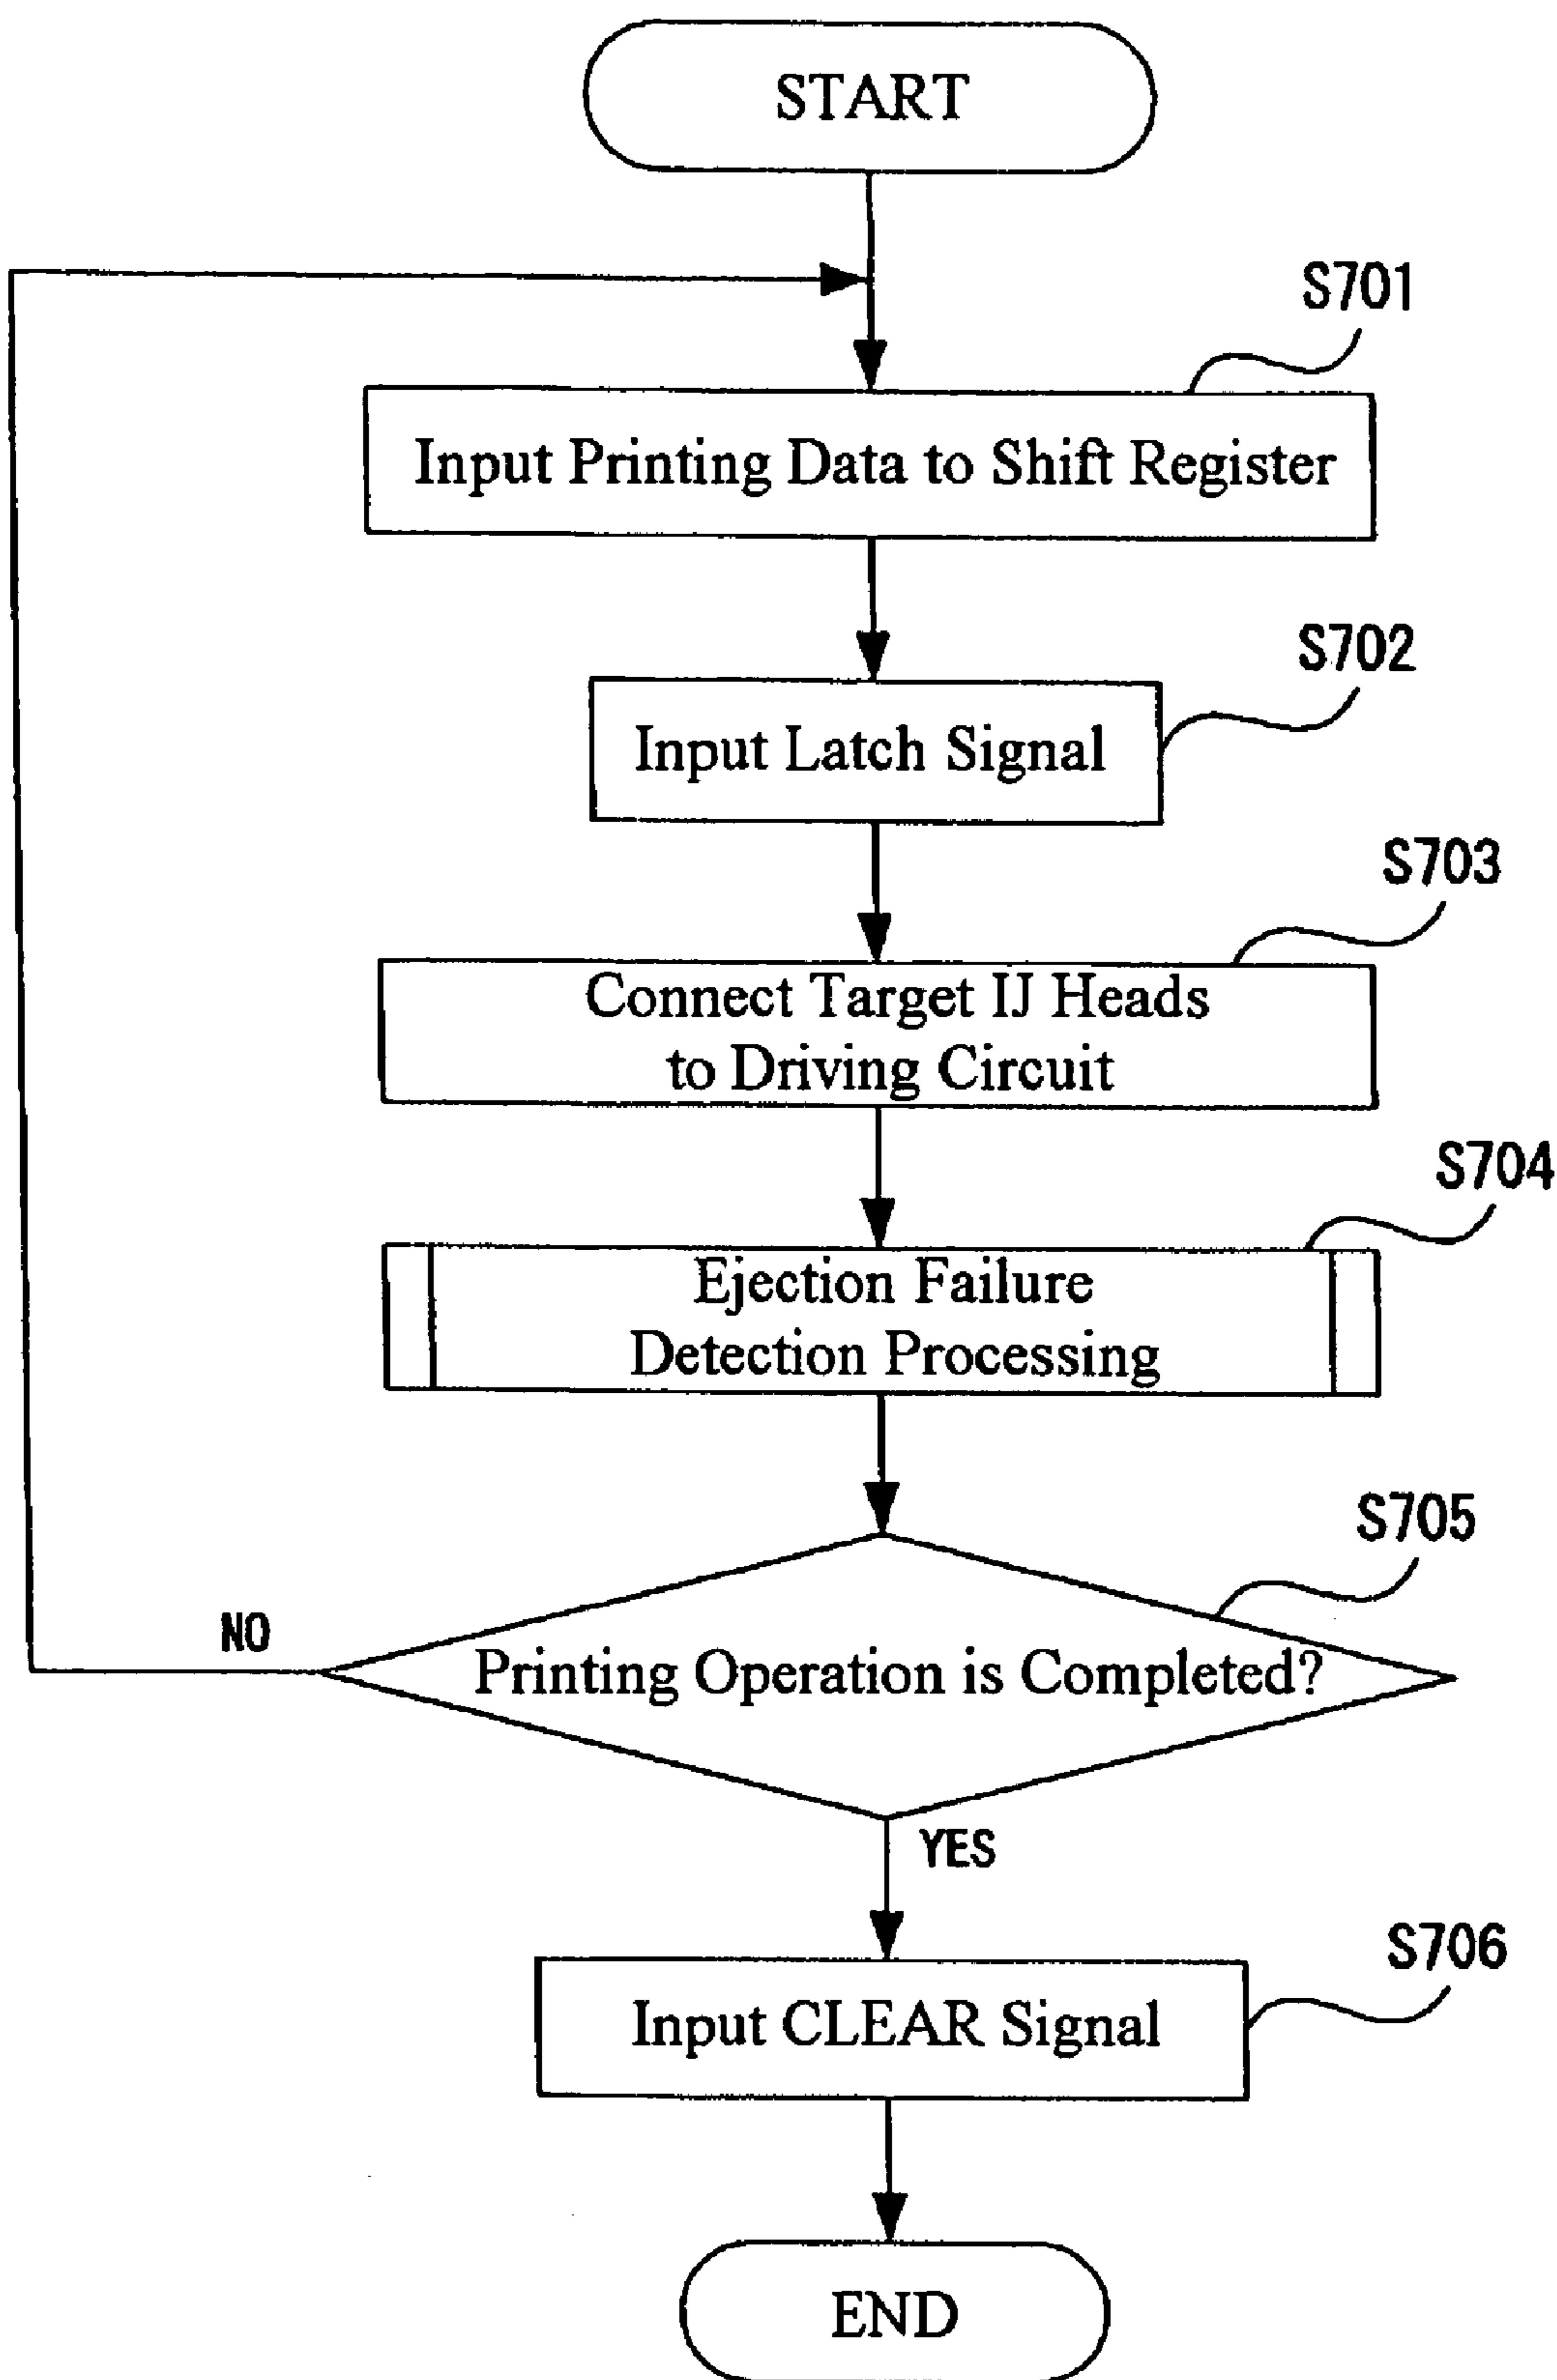 START
S701
Input Printing Data to Shift Register
S702
Input Latch Signal
S703
Connect Target IJ Heads
to Driving Circuit
S704
Ejection Failure
Detection Processing
S705
NO
Printing Operation is Completed?
YES
S706
Input CLEAR Signal
END